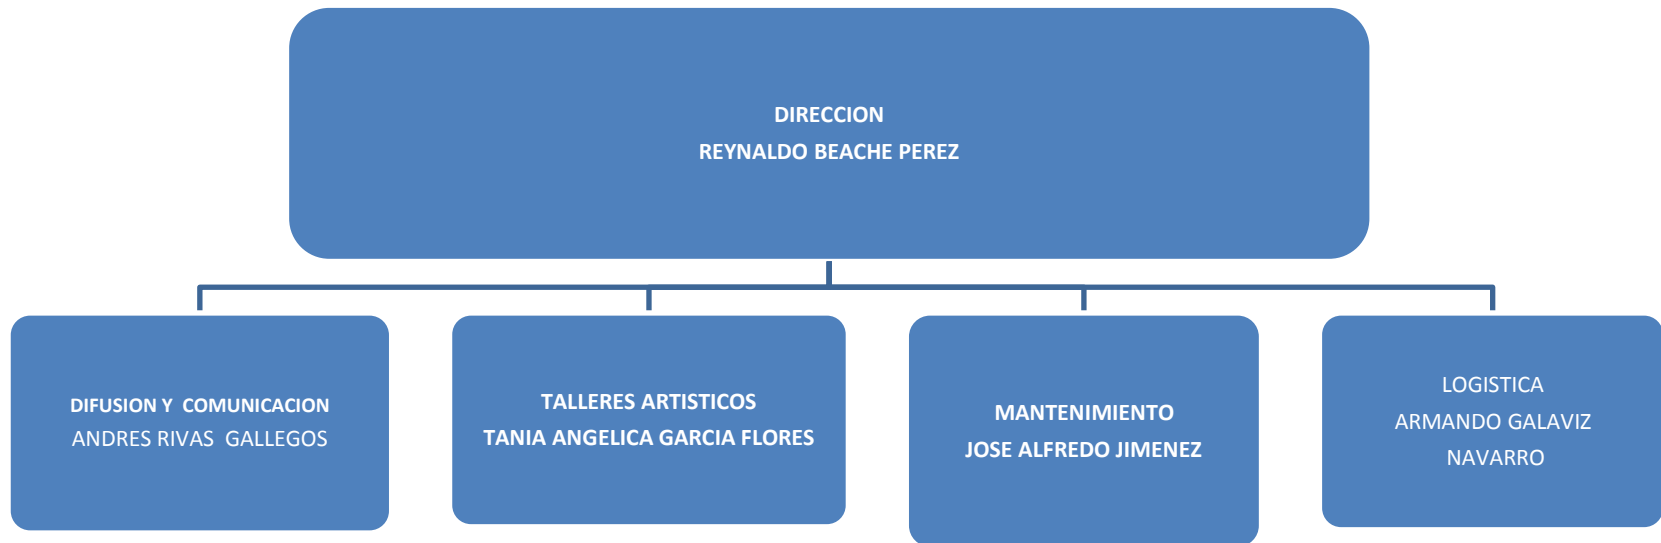 DIRECCION
REYNALDO BEACHE PEREZ
DIFUSION Y  COMUNICACION
ANDRES RIVAS  GALLEGOS
TALLERES ARTISTICOS
TANIA ANGELICA GARCIA FLORES
MANTENIMIENTO
JOSE ALFREDO JIMENEZ
LOGISTICA
ARMANDO GALAVIZ
NAVARRO